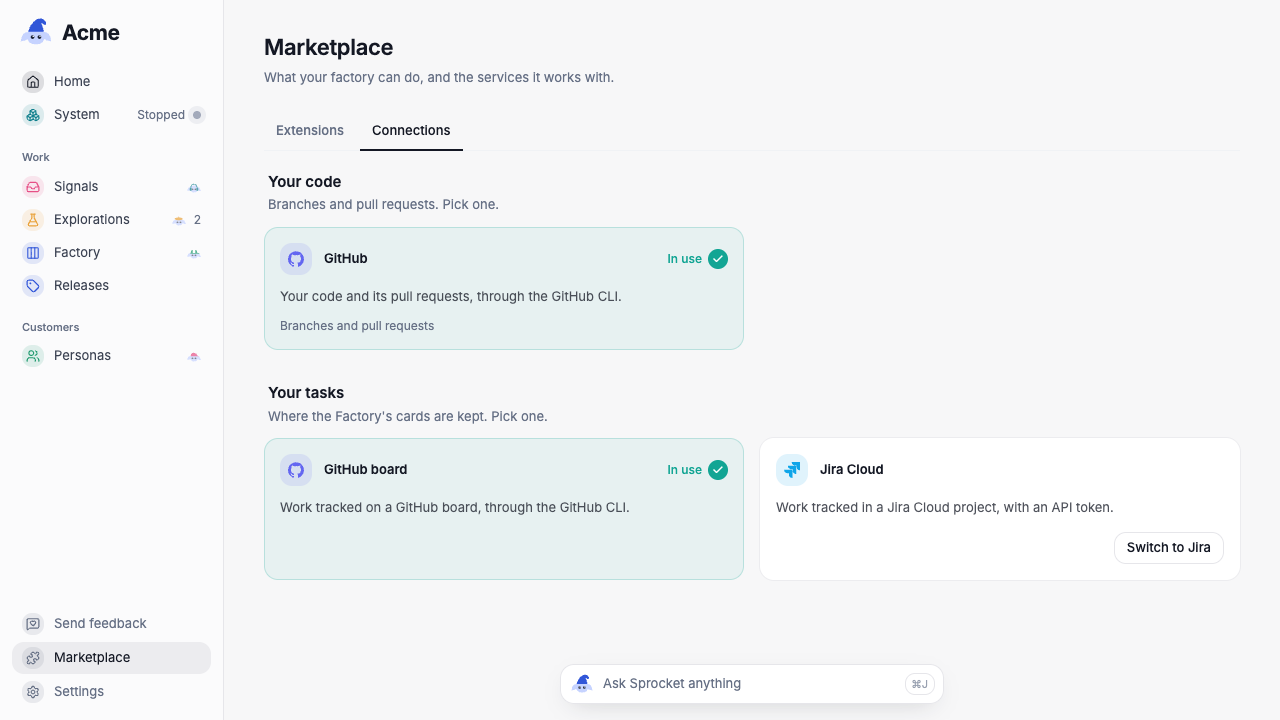 Acme
Home
System
Stopped
Work
Signals
Explorations
2
Factory
Releases
Customers
Personas
Send feedback
Marketplace
Settings
Marketplace
What your factory can do, and the services it works with.
Extensions
Connections
Your code
Branches and pull requests. Pick one.
GitHub
In use
Your code and its pull requests, through the GitHub CLI.
Branches and pull requests
Your tasks
Where the Factory's cards are kept. Pick one.
GitHub board
In use
Work tracked on a GitHub board, through the GitHub CLI.
Jira Cloud
Work tracked in a Jira Cloud project, with an API token.
Switch to Jira
Ask Sprocket anything
⌘J